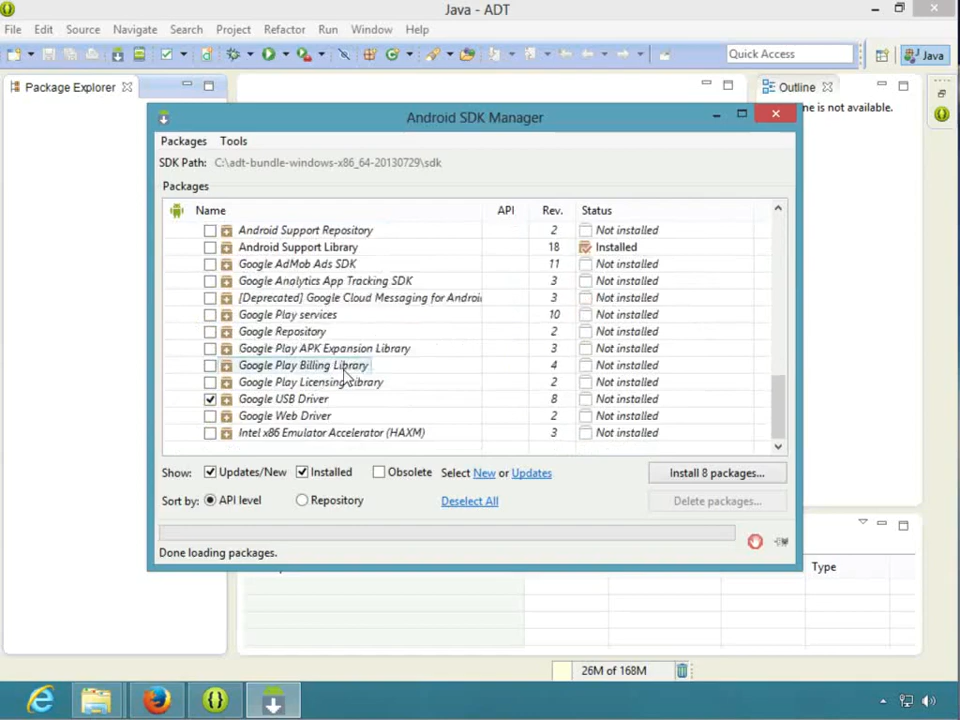 Java - ADT
File Edit Source Navigate Search Project Refactor Run Window Help
Quick Access
Java
Package Explorer
Outline
ne is not available.
Android SDK Manager
Packages Tools
SDK Path: C:\adt-bundle-windows-x86_64-20130729\sdk
Packages
Name API Rev. Status
Android Support Repository 2 Not installed
Android Support Library 18 Installed
Google AdMob Ads SDK 11 Not installed
Google Analytics App Tracking SDK 3 Not installed
[Deprecated] Google Cloud Messaging for Androi 3 Not installed
Google Play services 10 Not installed
Google Repository 2 Not installed
Google Play APK Expansion Library 3 Not installed
Google Play Billing Library 4 Not installed
Google Play Licensing Library 2 Not installed
Google USB Driver 8 Not installed
Google Web Driver 2 Not installed
Intel x86 Emulator Accelerator (HAXM) 3 Not installed
Show: Updates/New Installed Obsolete Select New or Updates Install 8 packages...
Sort by: API level Repository Deselect All Delete packages...
Done loading packages.
Type
26M of 168M